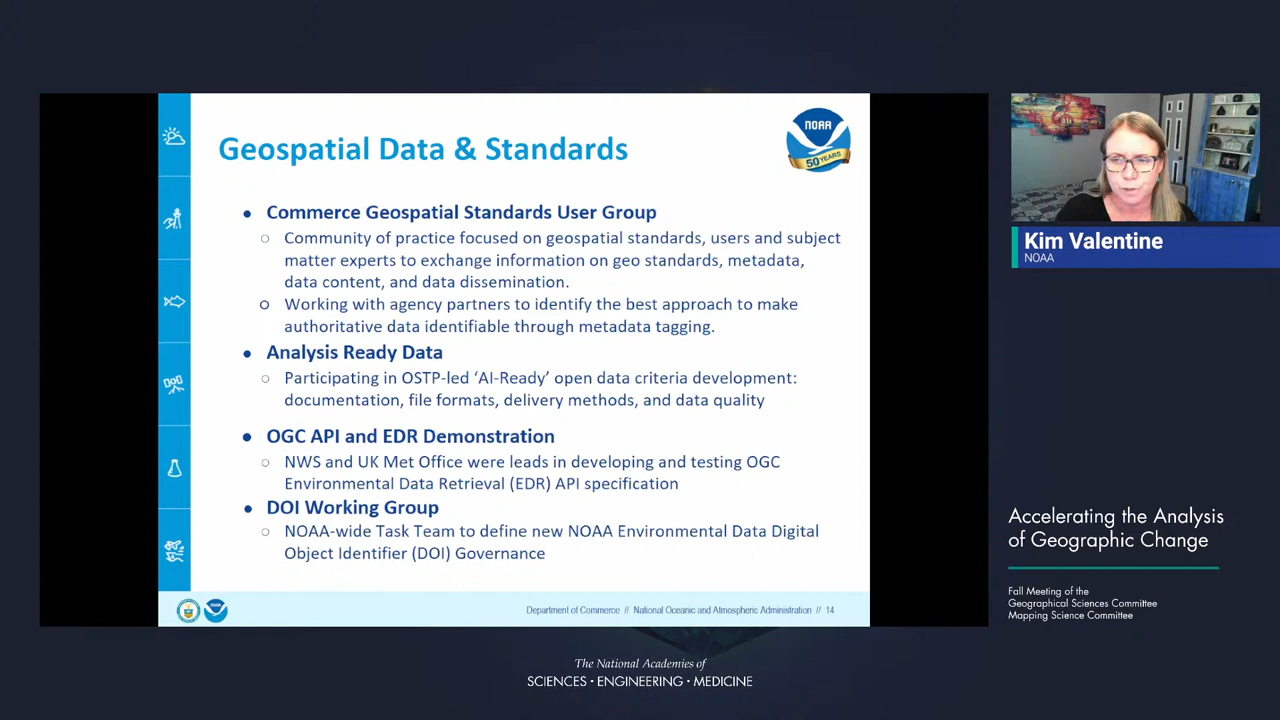 Geospatial Data & Standards
NOAA
50 YEARS
● Commerce Geospatial Standards User Group
○ Community of practice focused on geospatial standards, users and subject
matter experts to exchange information on geo standards, metadata,
data content, and data dissemination.
○ Working with agency partners to identify the best approach to make
authoritative data identifiable through metadata tagging.
● Analysis Ready Data
○ Participating in OSTP-led ‘AI-Ready’ open data criteria development:
documentation, file formats, delivery methods, and data quality
● OGC API and EDR Demonstration
○ NWS and UK Met Office were leads in developing and testing OGC
Environmental Data Retrieval (EDR) API specification
● DOI Working Group
○ NOAA-wide Task Team to define new NOAA Environmental Data Digital
Object Identifier (DOI) Governance
Department of Commerce // National Oceanic and Atmospheric Administration // 14
Kim Valentine
NOAA
Accelerating the Analysis
of Geographic Change
Fall Meeting of the
Geographical Sciences Committee
Mapping Science Committee
The National Academies of
SCIENCES · ENGINEERING · MEDICINE